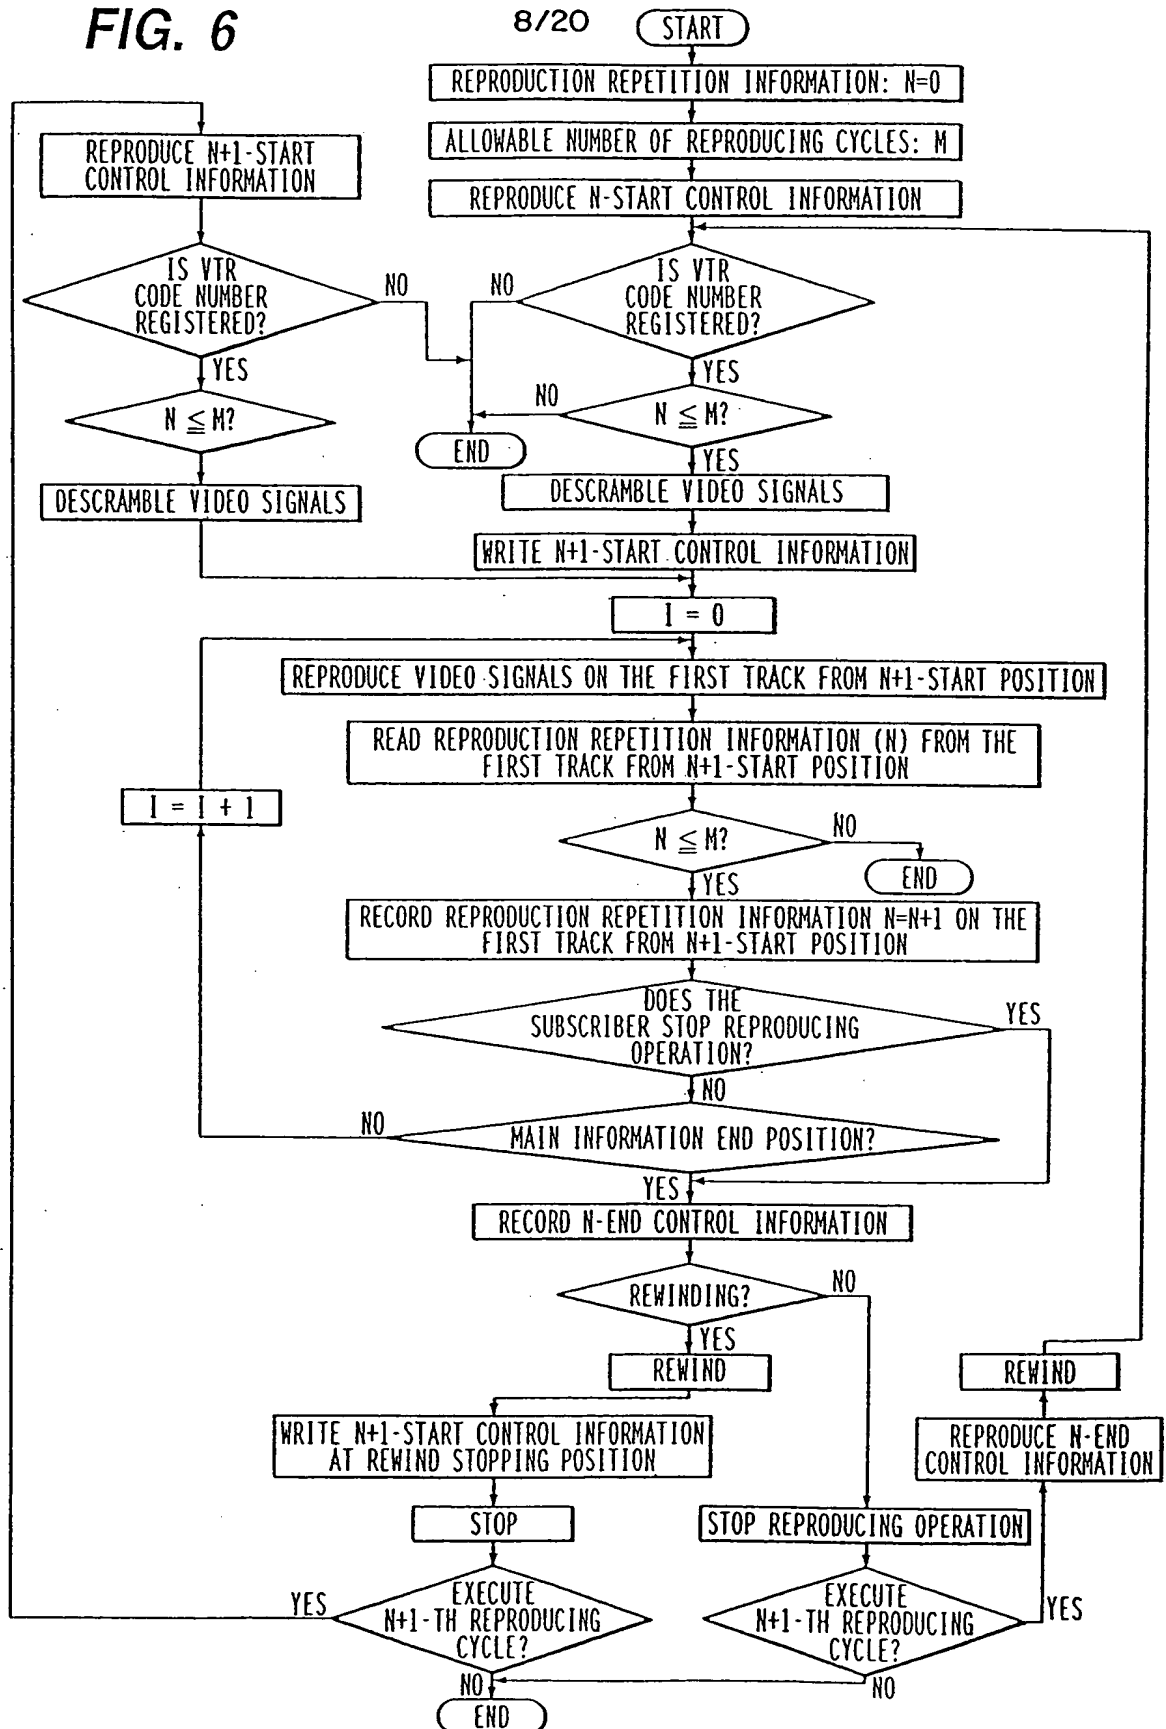 FIG. 6
8/20
START
REPRODUCTION REPETITION INFORMATION: N=0
ALLOWABLE NUMBER OF REPRODUCING CYCLES: M
REPRODUCE N-START CONTROL INFORMATION
REPRODUCE N+1-START
CONTROL INFORMATION
IS VTR
CODE NUMBER
REGISTERED?
NO
YES
N ≦ M?
DESCRAMBLE VIDEO SIGNALS
NO
IS VTR
CODE NUMBER
REGISTERED?
YES
NO
N ≦ M?
END
YES
DESCRAMBLE VIDEO SIGNALS
WRITE N+1-START CONTROL INFORMATION
I = 0
REPRODUCE VIDEO SIGNALS ON THE FIRST TRACK FROM N+1-START POSITION
READ REPRODUCTION REPETITION INFORMATION (N) FROM THE
FIRST TRACK FROM N+1-START POSITION
I = I + 1
N ≦ M?
NO
END
YES
RECORD REPRODUCTION REPETITION INFORMATION N=N+1 ON THE
FIRST TRACK FROM N+1-START POSITION
DOES THE
SUBSCRIBER STOP REPRODUCING
OPERATION?
YES
NO
NO
MAIN INFORMATION END POSITION?
YES
RECORD N-END CONTROL INFORMATION
REWINDING?
NO
YES
REWIND
REWIND
WRITE N+1-START CONTROL INFORMATION
AT REWIND STOPPING POSITION
REPRODUCE N-END
CONTROL INFORMATION
STOP
STOP REPRODUCING OPERATION
YES
EXECUTE
N+1-TH REPRODUCING
CYCLE?
EXECUTE
N+1-TH REPRODUCING
CYCLE?
YES
NO
NO
END